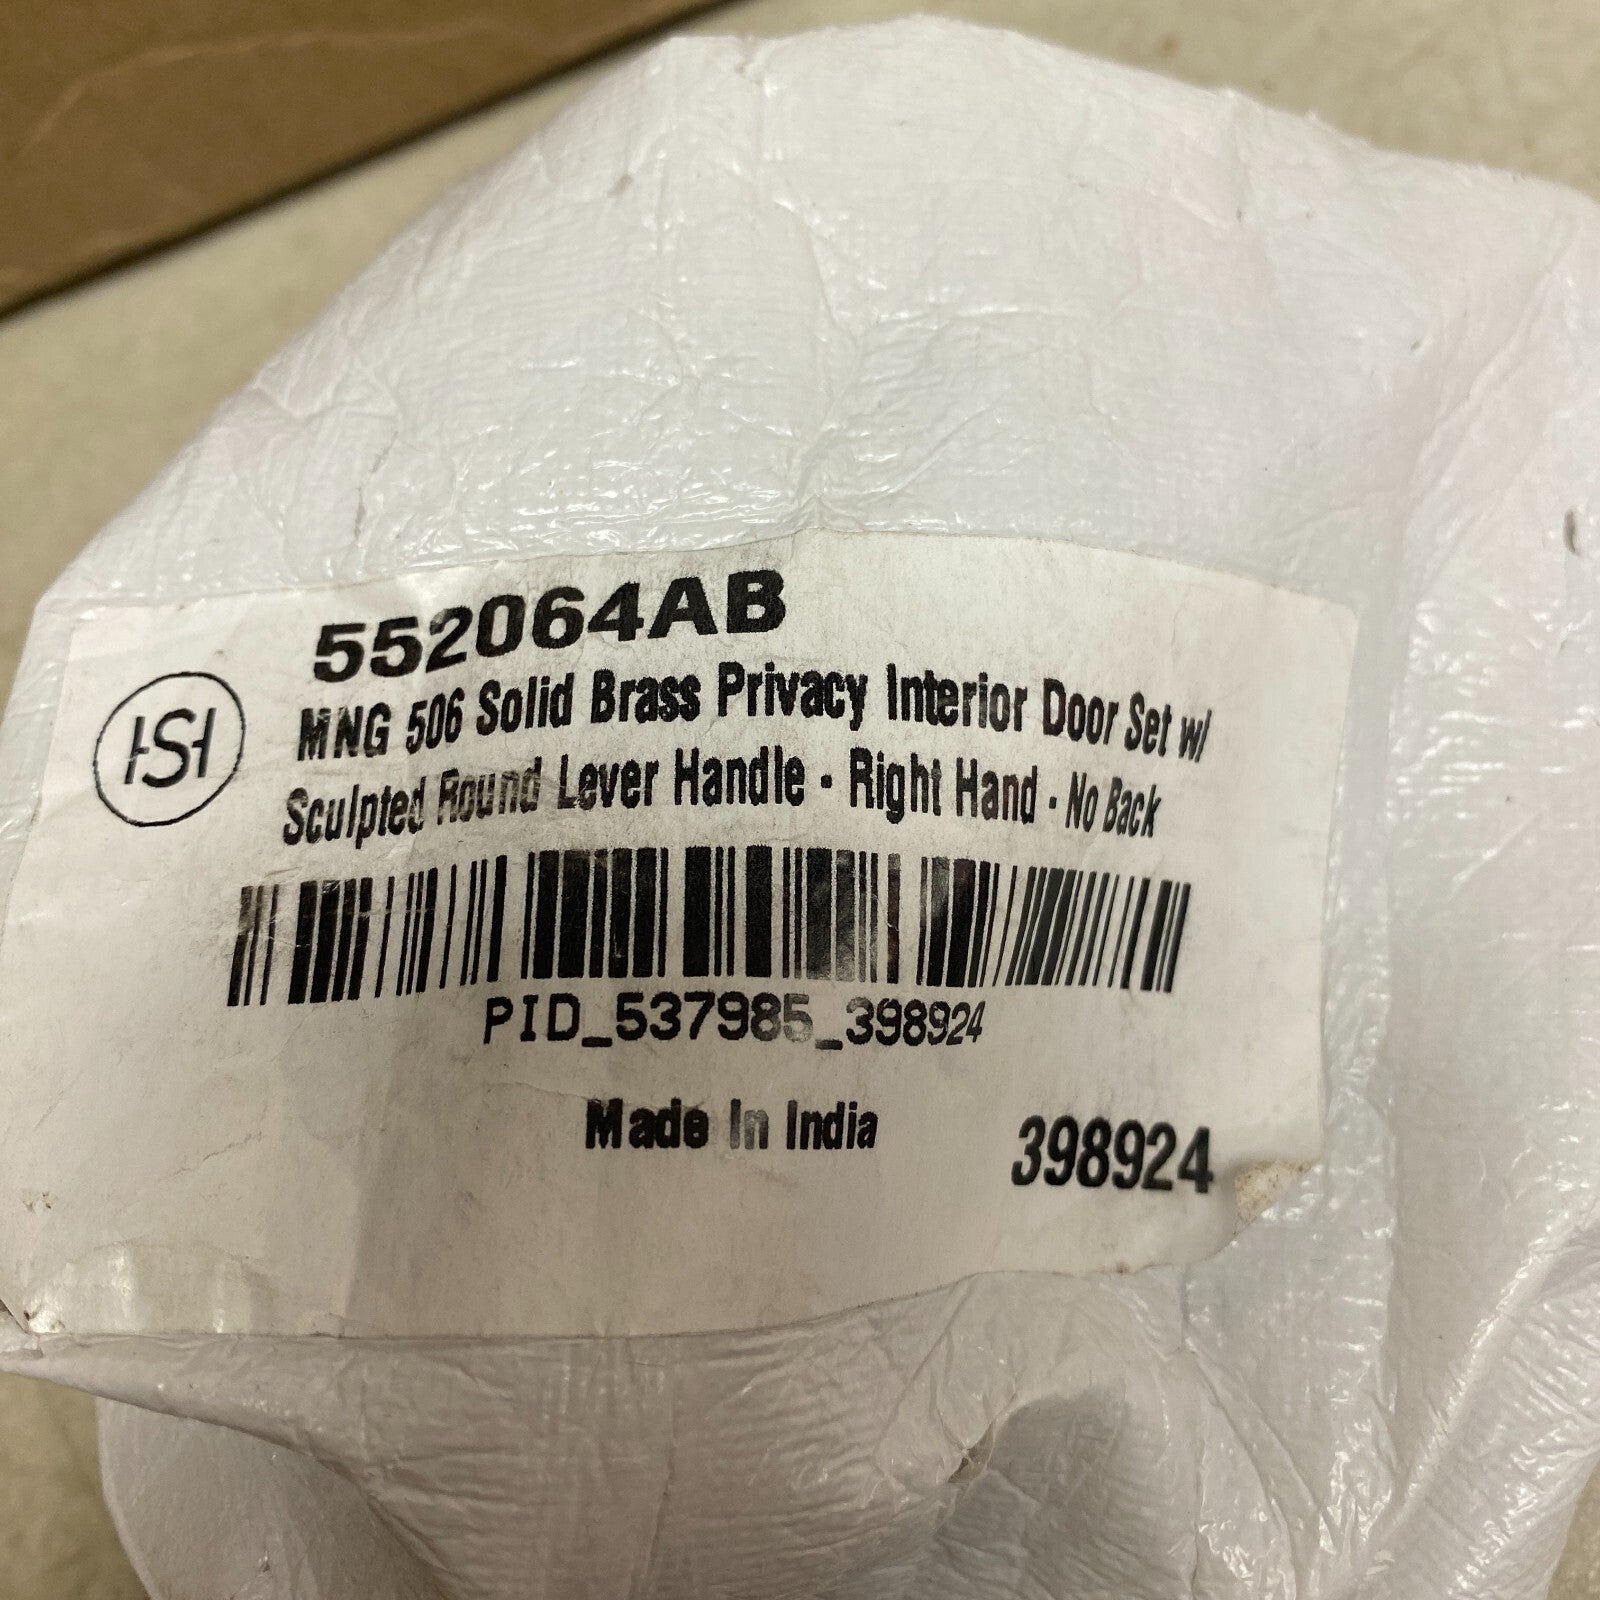 552064AB
HSH
MNG 506 Solid Brass Privacy Interior Door Set w/
Sculpted Round Lever Handle - Right Hand - No Back
PID_537985_398924
Made In India
398924